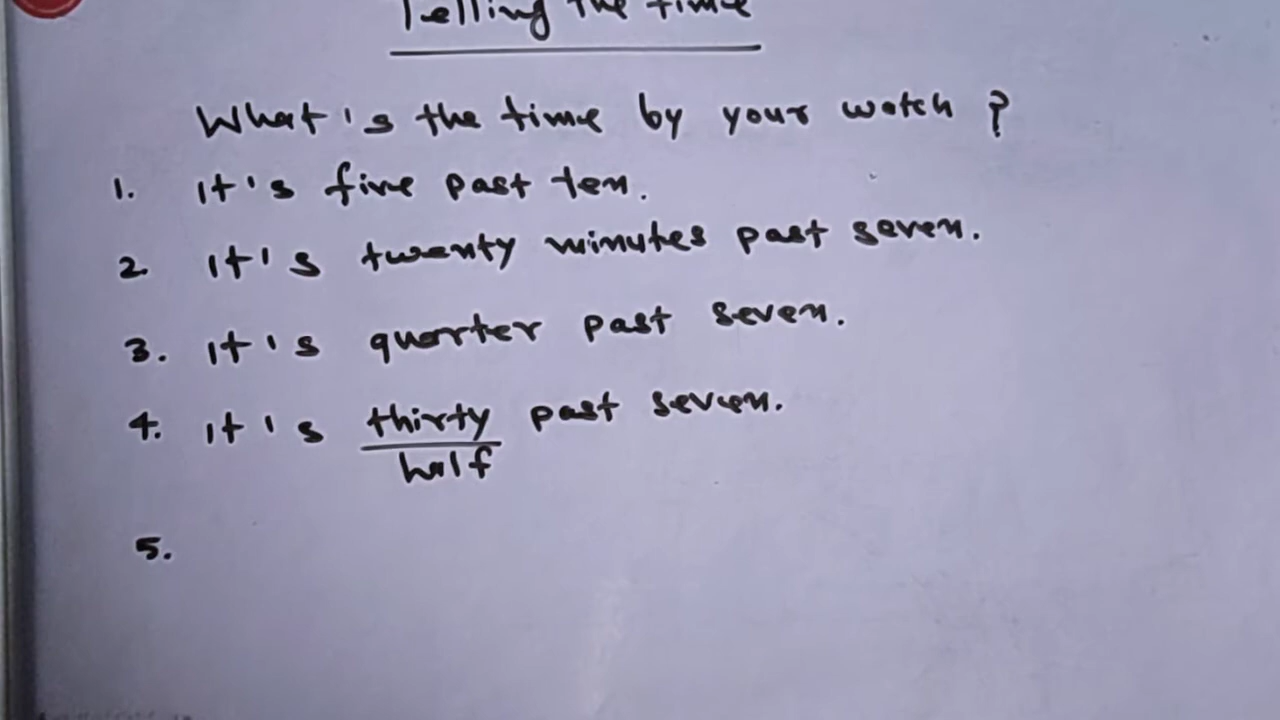 Telling the time
What's the time by your watch ?
1. it's five past ten.
2. it's twenty minutes past seven.
3. it's quarter past seven.
4. it's thirty past seven.
half
5.